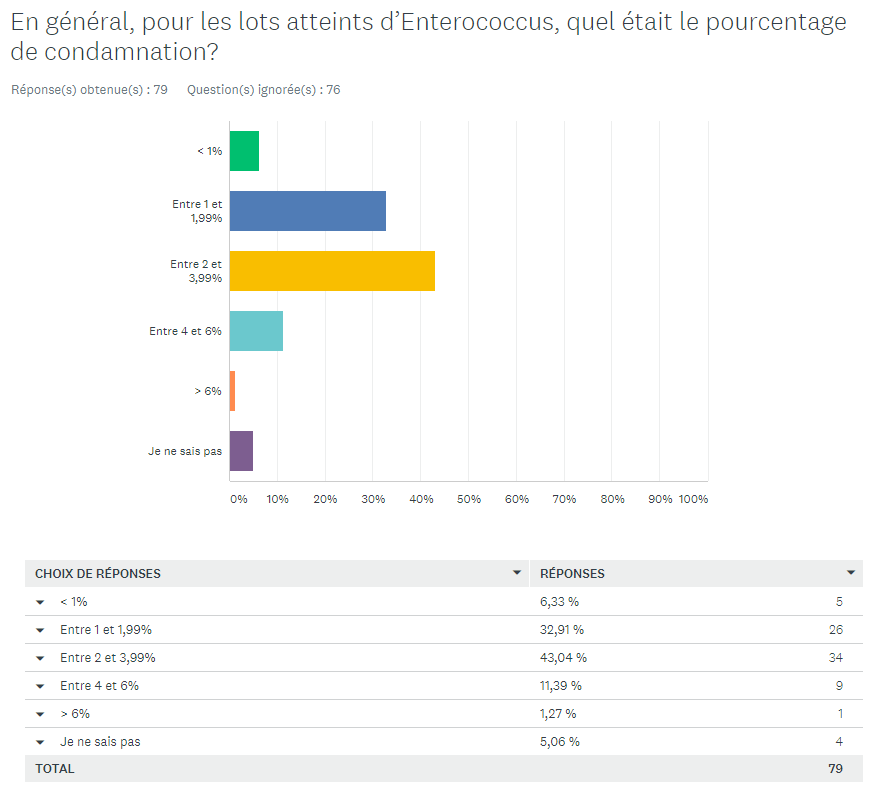 En général, pour les lots atteints d’Enterococcus, quel était le pourcentage
de condamnation?
Réponse(s) obtenue(s) : 79 Question(s) ignorée(s) : 76
< 1%
Entre 1 et
1,99%
Entre 2 et
3,99%
Entre 4 et 6%
> 6%
Je ne sais pas
0% 10% 20% 30% 40% 50% 60% 70% 80% 90% 100%
CHOIX DE RÉPONSES RÉPONSES
< 1% 6,33 % 5
Entre 1 et 1,99% 32,91 % 26
Entre 2 et 3,99% 43,04 % 34
Entre 4 et 6% 11,39 % 9
> 6% 1,27 % 1
Je ne sais pas 5,06 % 4
TOTAL 79